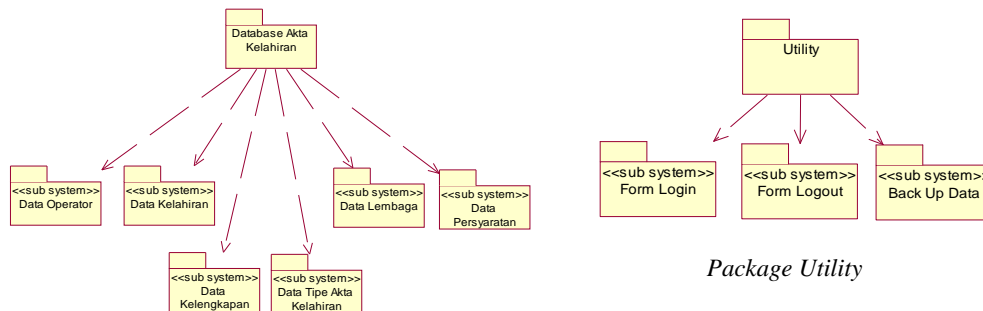 Database Akta
Kelahiran
Utility
<<sub system>>
Data Operator
<<sub system>>
Data Kelahiran
<<sub system>>
Data Lembaga
<<sub system>>
Data
Persyaratan
<<sub system>>
Form Login
<<sub system>>
Form Logout
<<sub system>>
Back Up Data
<<sub system>>
Data
Kelengkapan
<<sub system>>
Data Tipe Akta
Kelahiran
Package Utility